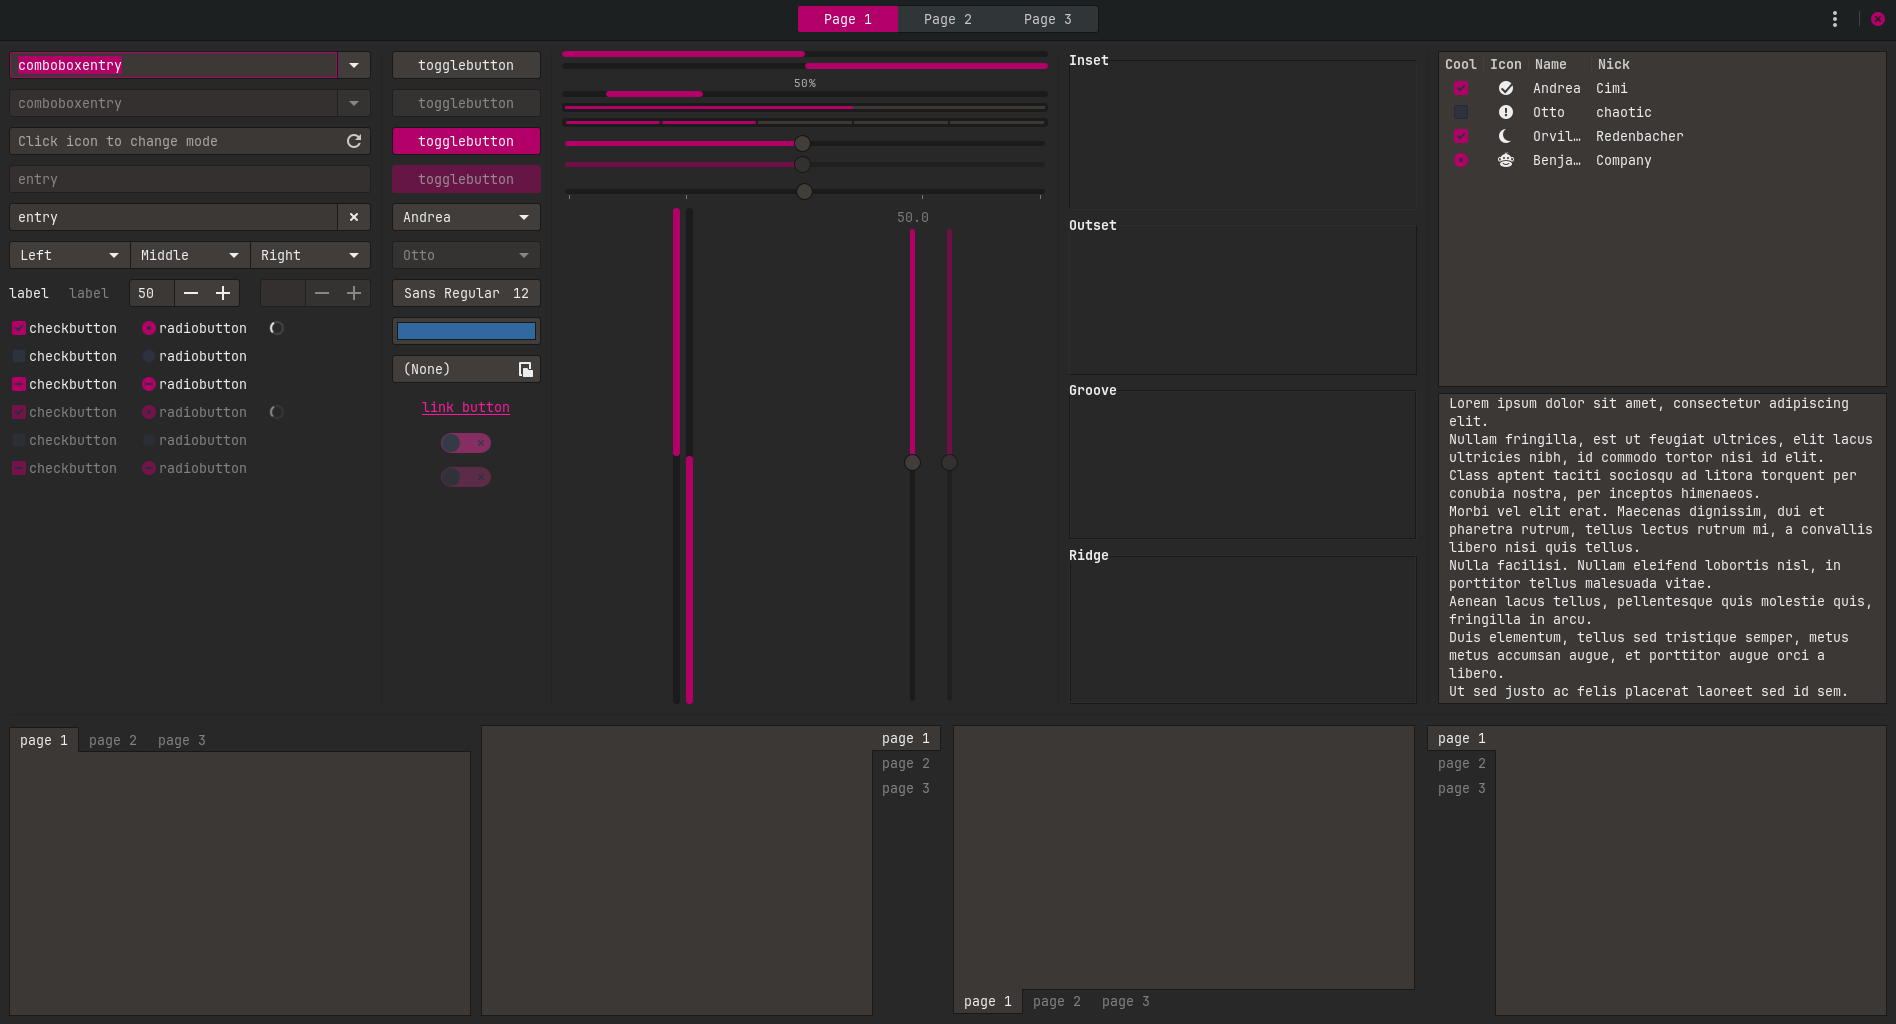 Page 1 Page 2 Page 3
comboboxentry
comboboxentry
Click icon to change mode
entry
entry
Left Middle Right
label label 50
checkbutton radiobutton
checkbutton radiobutton
checkbutton radiobutton
checkbutton radiobutton
checkbutton radiobutton
checkbutton radiobutton
togglebutton
togglebutton
togglebutton
togglebutton
Andrea
Otto
Sans Regular 12
(None)
link button
50%
50.0
Inset
Outset
Groove
Ridge
Cool Icon Name Nick
Andrea Cimi
Otto chaotic
Orvil… Redenbacher
Benja… Company
Lorem ipsum dolor sit amet, consectetur adipiscing
elit.
Nullam fringilla, est ut feugiat ultrices, elit lacus
ultricies nibh, id commodo tortor nisi id elit.
Class aptent taciti sociosqu ad litora torquent per
conubia nostra, per inceptos himenaeos.
Morbi vel elit erat. Maecenas dignissim, dui et
pharetra rutrum, tellus lectus rutrum mi, a convallis
libero nisi quis tellus.
Nulla facilisi. Nullam eleifend lobortis nisl, in
porttitor tellus malesuada vitae.
Aenean lacus tellus, pellentesque quis molestie quis,
fringilla in arcu.
Duis elementum, tellus sed tristique semper, metus
metus accumsan augue, et porttitor augue orci a
libero.
Ut sed justo ac felis placerat laoreet sed id sem.
page 1 page 2 page 3
page 1
page 2
page 3
page 1 page 2 page 3
page 1
page 2
page 3